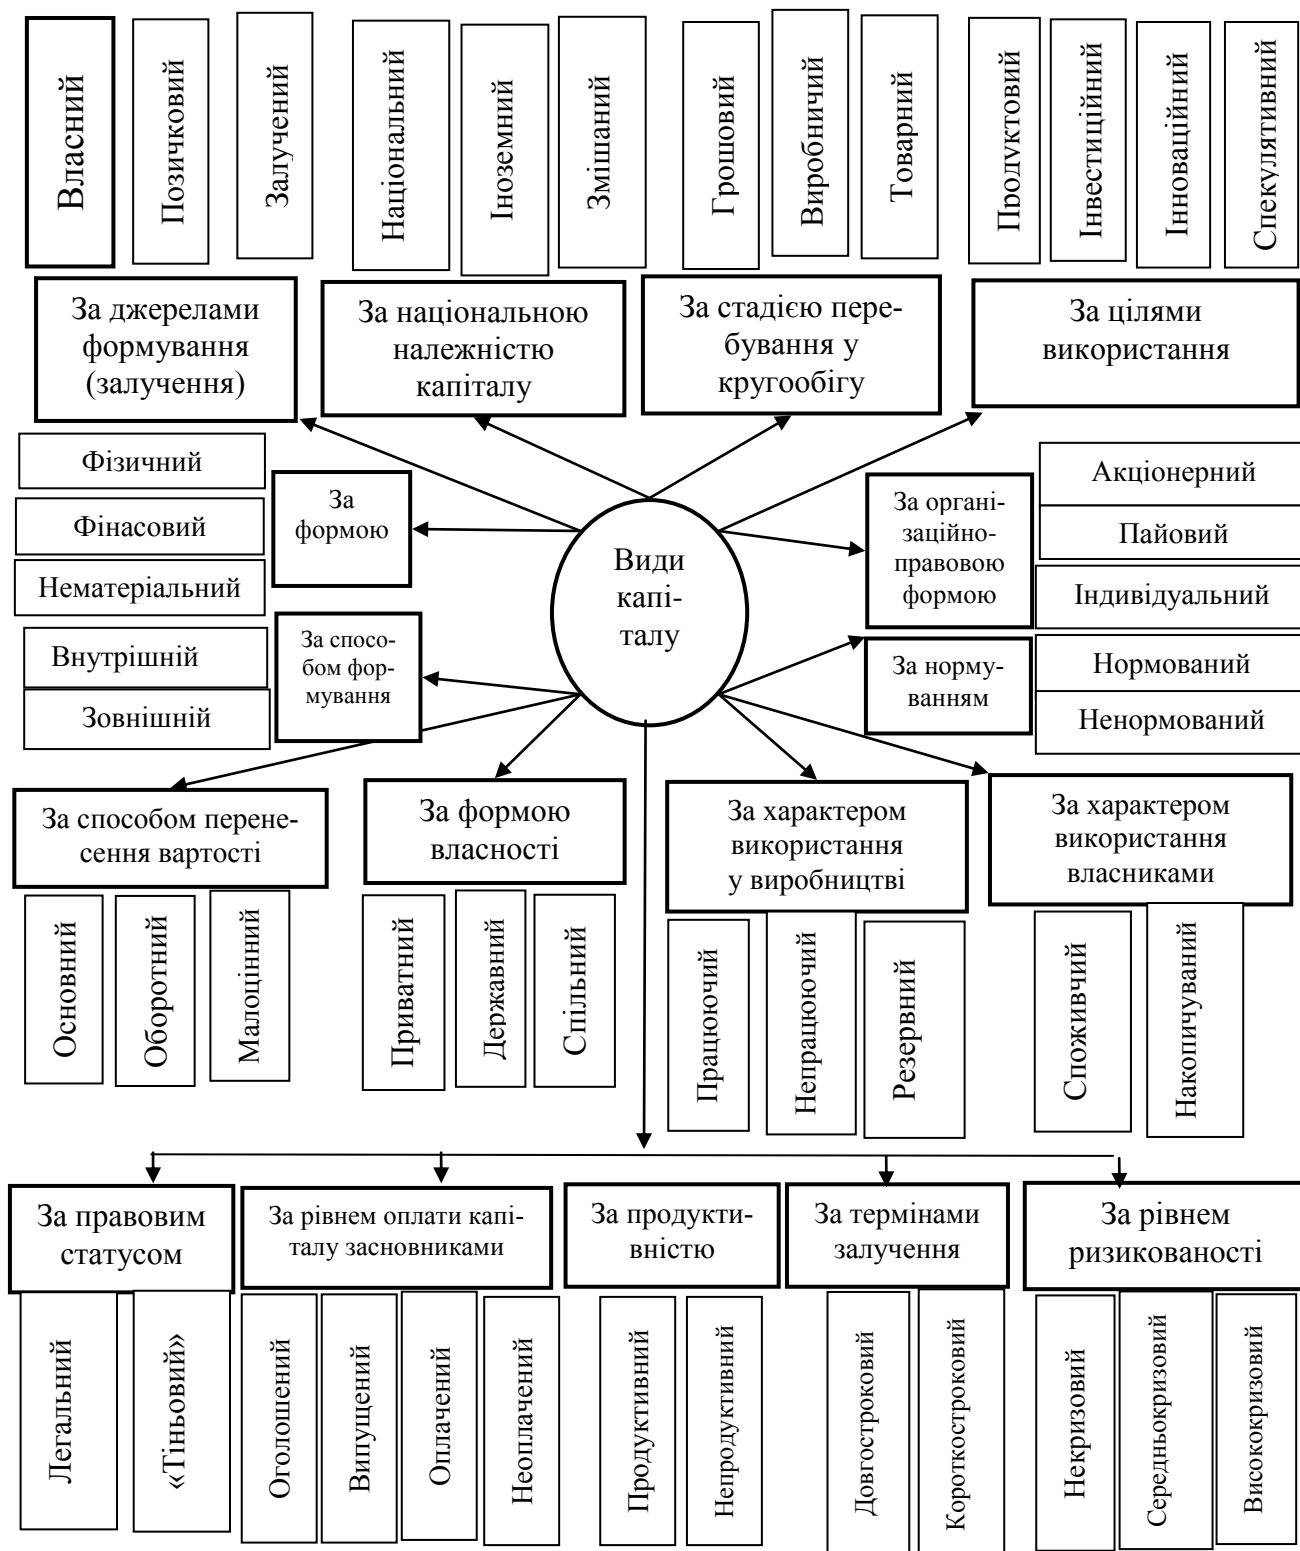 Власний
Позичковий
Залучений
Національний
Іноземний
Змішаний
Грошовий
Виробничий
Товарний
Продуктовий
Інвестиційний
Інноваційний
Спекулятивний
За джерелами
формування
(залучення)
За національною
належністю
капіталу
За стадією пере-
бування у
кругообігу
За цілями
використання
Фізичний
Фінасовий
Нематеріальний
За
формою
Внутрішній
Зовнішній
За спосо-
бом фор-
мування
Види
капі-
талу
За органі-
заційно-
правовою
формою
Акціонерний
Пайовий
Індивідуальний
За норму-
ванням
Нормований
Ненормований
За способом перене-
сення вартості
За формою
власності
За характером
використання
у виробництві
За характером
використання
власниками
Основний
Оборотний
Малоцінний
Приватний
Державний
Спільний
Працюючий
Непрацюючий
Резервний
Споживчий
Накопичуваний
За правовим
статусом
За рівнем оплати капі-
талу засновниками
За продукти-
вністю
За термінами
залучення
За рівнем
ризикованості
Легальний
«Тіньовий»
Оголошений
Випущений
Оплачений
Неоплачений
Продуктивний
Непродуктивний
Довгостроковий
Короткостроковий
Некризовий
Середньокризовий
Висококризовий